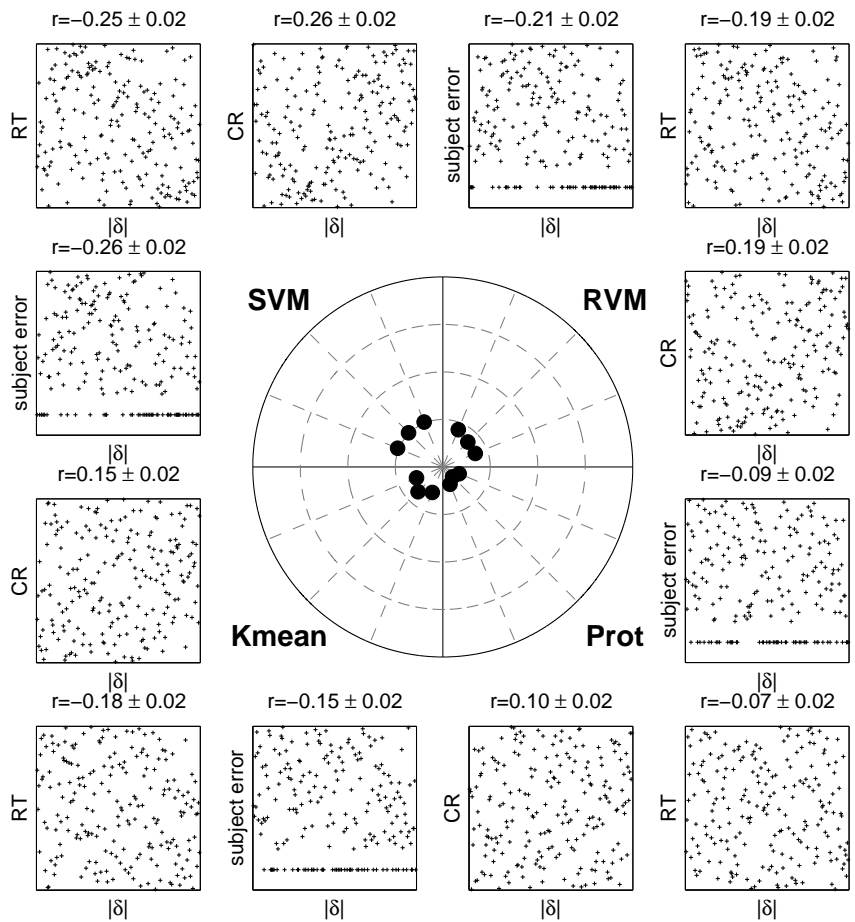 r=−0.25 ± 0.02
r=0.26 ± 0.02
r=−0.21 ± 0.02
r=−0.19 ± 0.02
RT
CR
subject error
RT
|δ|
|δ|
|δ|
|δ|
r=−0.26 ± 0.02
r=0.19 ± 0.02
subject error
SVM
RVM
CR
|δ|
|δ|
r=0.15 ± 0.02
r=−0.09 ± 0.02
CR
Kmean
Prot
subject error
|δ|
|δ|
r=−0.18 ± 0.02
r=−0.15 ± 0.02
r=0.10 ± 0.02
r=−0.07 ± 0.02
RT
subject error
CR
RT
|δ|
|δ|
|δ|
|δ|